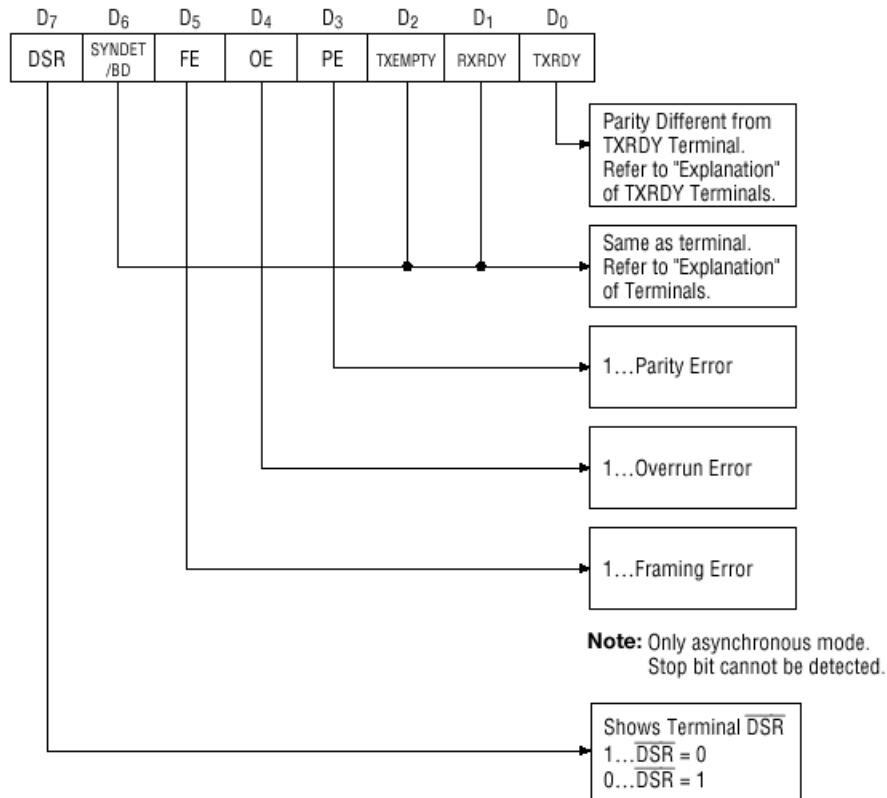 D₇ D₆ D₅ D₄ D₃ D₂ D₁ D₀
DSR SYNDET/BD FE OE PE TXEMPTY RXRDY TXRDY
Parity Different from
TXRDY Terminal.
Refer to "Explanation"
of TXRDY Terminals.
Same as terminal.
Refer to "Explanation"
of Terminals.
1...Parity Error
1...Overrun Error
1...Framing Error
Note: Only asynchronous mode.
Stop bit cannot be detected.
Shows Terminal D̅S̅R̅
1...D̅S̅R̅ = 0
0...D̅S̅R̅ = 1